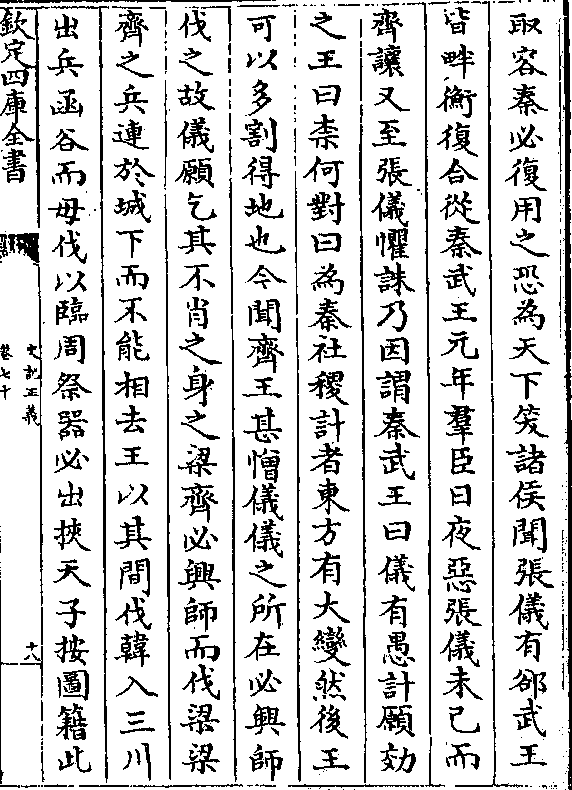 取容秦必復用之恐為天下笑諸侯聞張儀有郤武王
皆畔衡復合從秦武王元年羣臣日夜惡張儀未已而
齊讓又至張儀懼誅乃因謂秦武王曰儀有愚計願効
之王曰柰何對曰為秦社稷計者東方有大變然後王
可以多割得地也今聞齊王甚憎儀儀之所在必興師
伐之故儀願乞其不肖之身之梁齊必興師而伐梁梁
齊之兵連於城下而不能相去王以其間伐韓入三川
出兵函谷而毋伐以臨周祭器必出挾天子按圖籍此
欽定四庫全書
史記正義
卷七十
十八